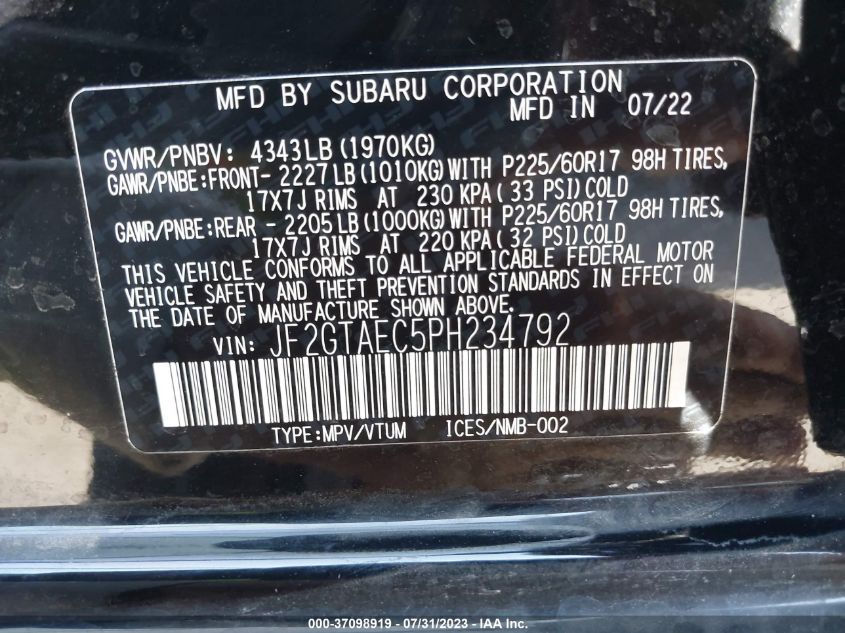 MFD BY SUBARU CORPORATION
MFD IN 07/22
GVWR/PNBV: 4343LB (1970KG)
GAWR/PNBE:FRONT- 2227LB (1010KG) WITH P225/60R17 98H TIRES,
17X7J RIMS AT 230 KPA (33 PSI) COLD
GAWR/PNBE:REAR - 2205LB (1000KG) WITH P225/60R17 98H TIRES,
17X7J RIMS AT 220 KPA (32 PSI) COLD
THIS VEHICLE CONFORMS TO ALL APPLICABLE FEDERAL MOTOR
VEHICLE SAFETY AND THEFT PREVENTION STANDARDS IN EFFECT ON
THE DATE OF MANUFACTURE SHOWN ABOVE.
VIN: JF2GTAEC5PH234792
TYPE:MPV/VTUM ICES/NMB-002
000-37098919 - 07/31/2023 - IAA Inc.